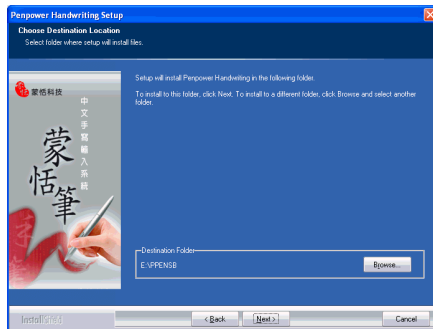 Penpower Handwriting Setup
Choose Destination Location
Select folder where setup will install files.
Setup will install Penpower Handwriting in the following folder.
To install to this folder, click Next. To install to a different folder, click Browse and select another
folder.
蒙恬科技
中文手寫輸入系統
蒙恬筆
Destination Folder
E:\PPENSB
Browse...
InstallShield
< Back
Next >
Cancel